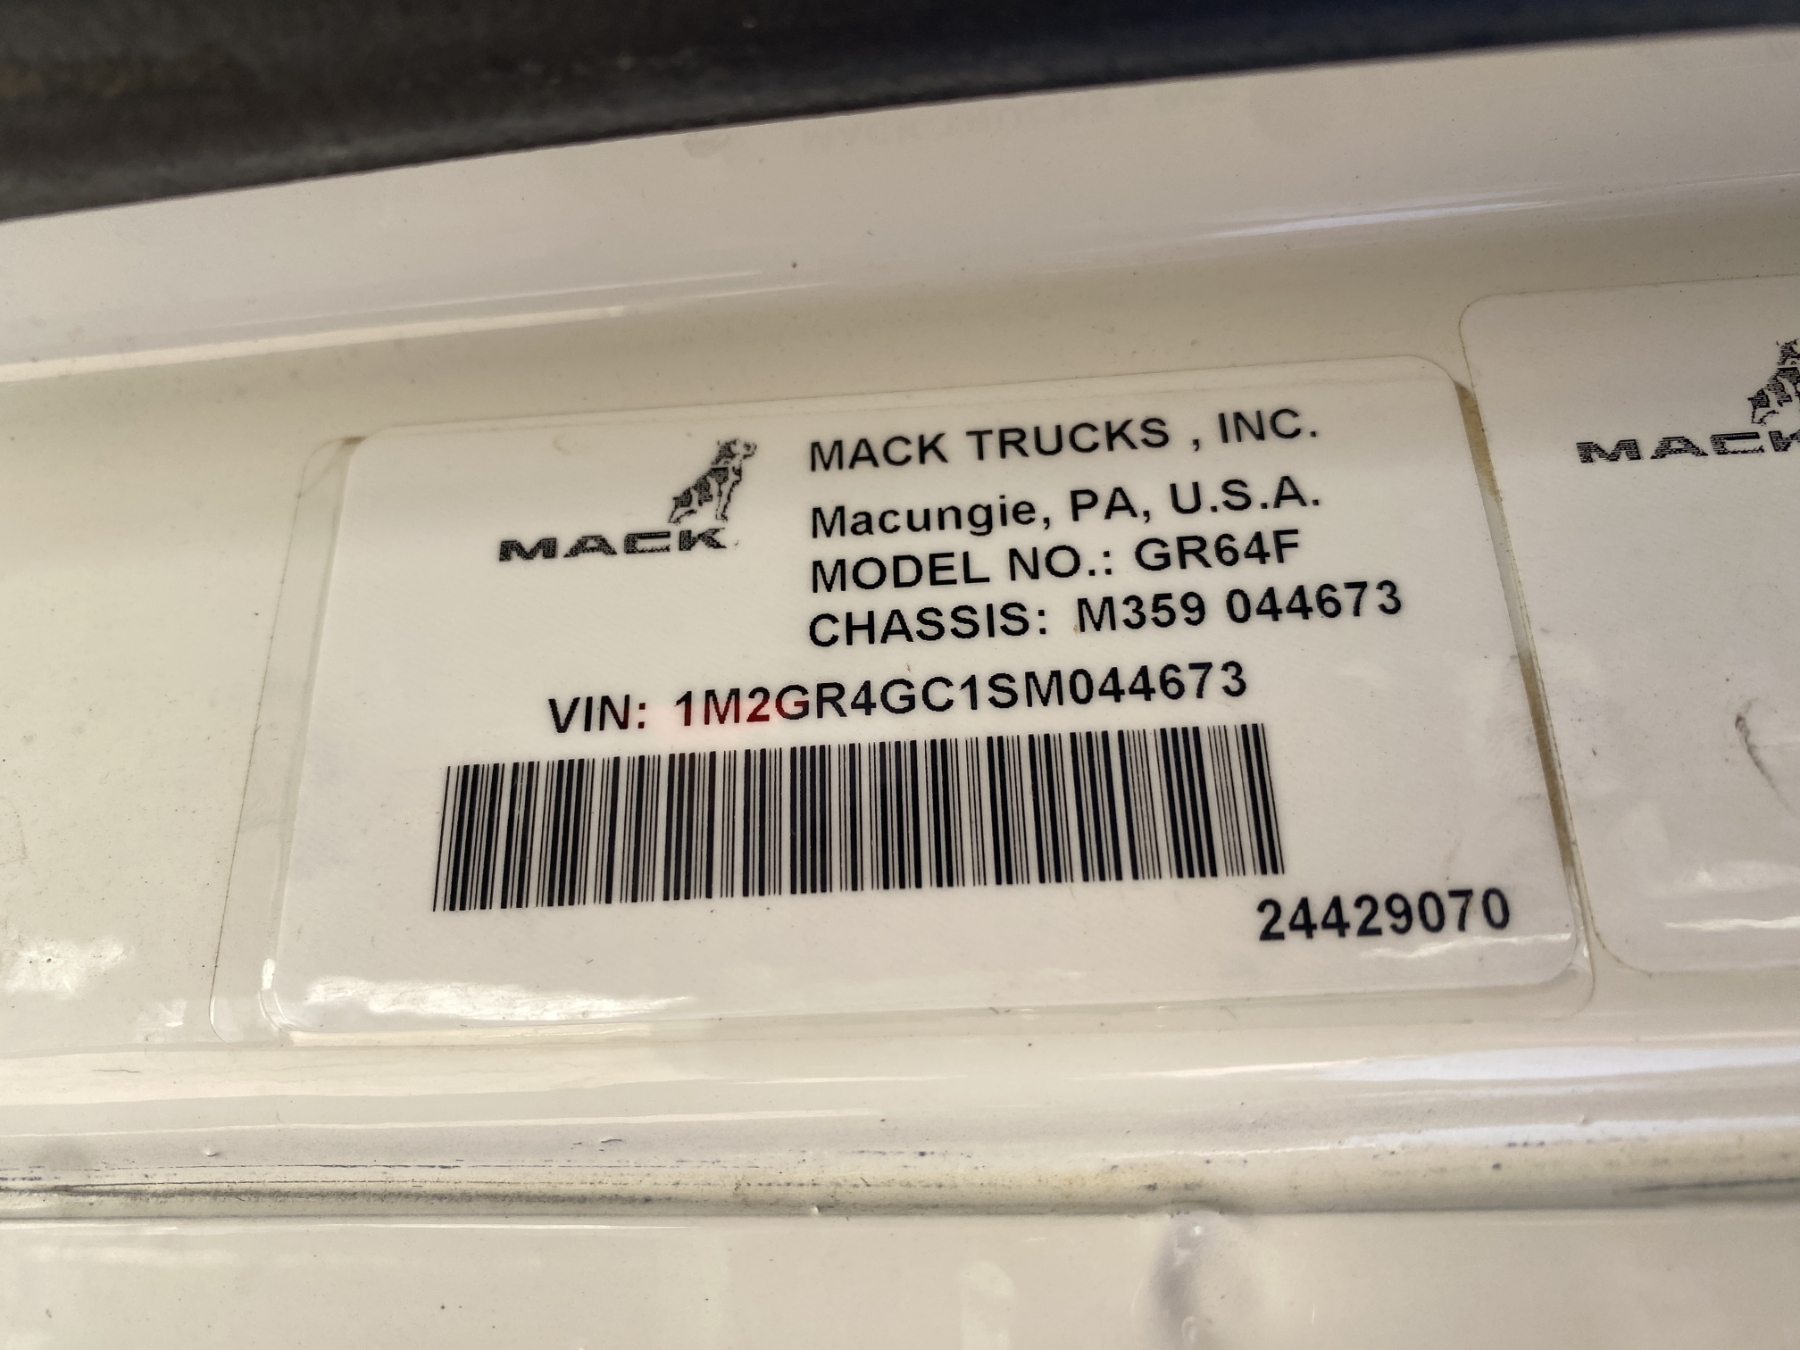 MACK
MACK TRUCKS , INC.
Macungie, PA, U.S.A.
MODEL NO.: GR64F
CHASSIS: M359 044673
VIN: 1M2GR4GC1SM044673
24429070
MACK